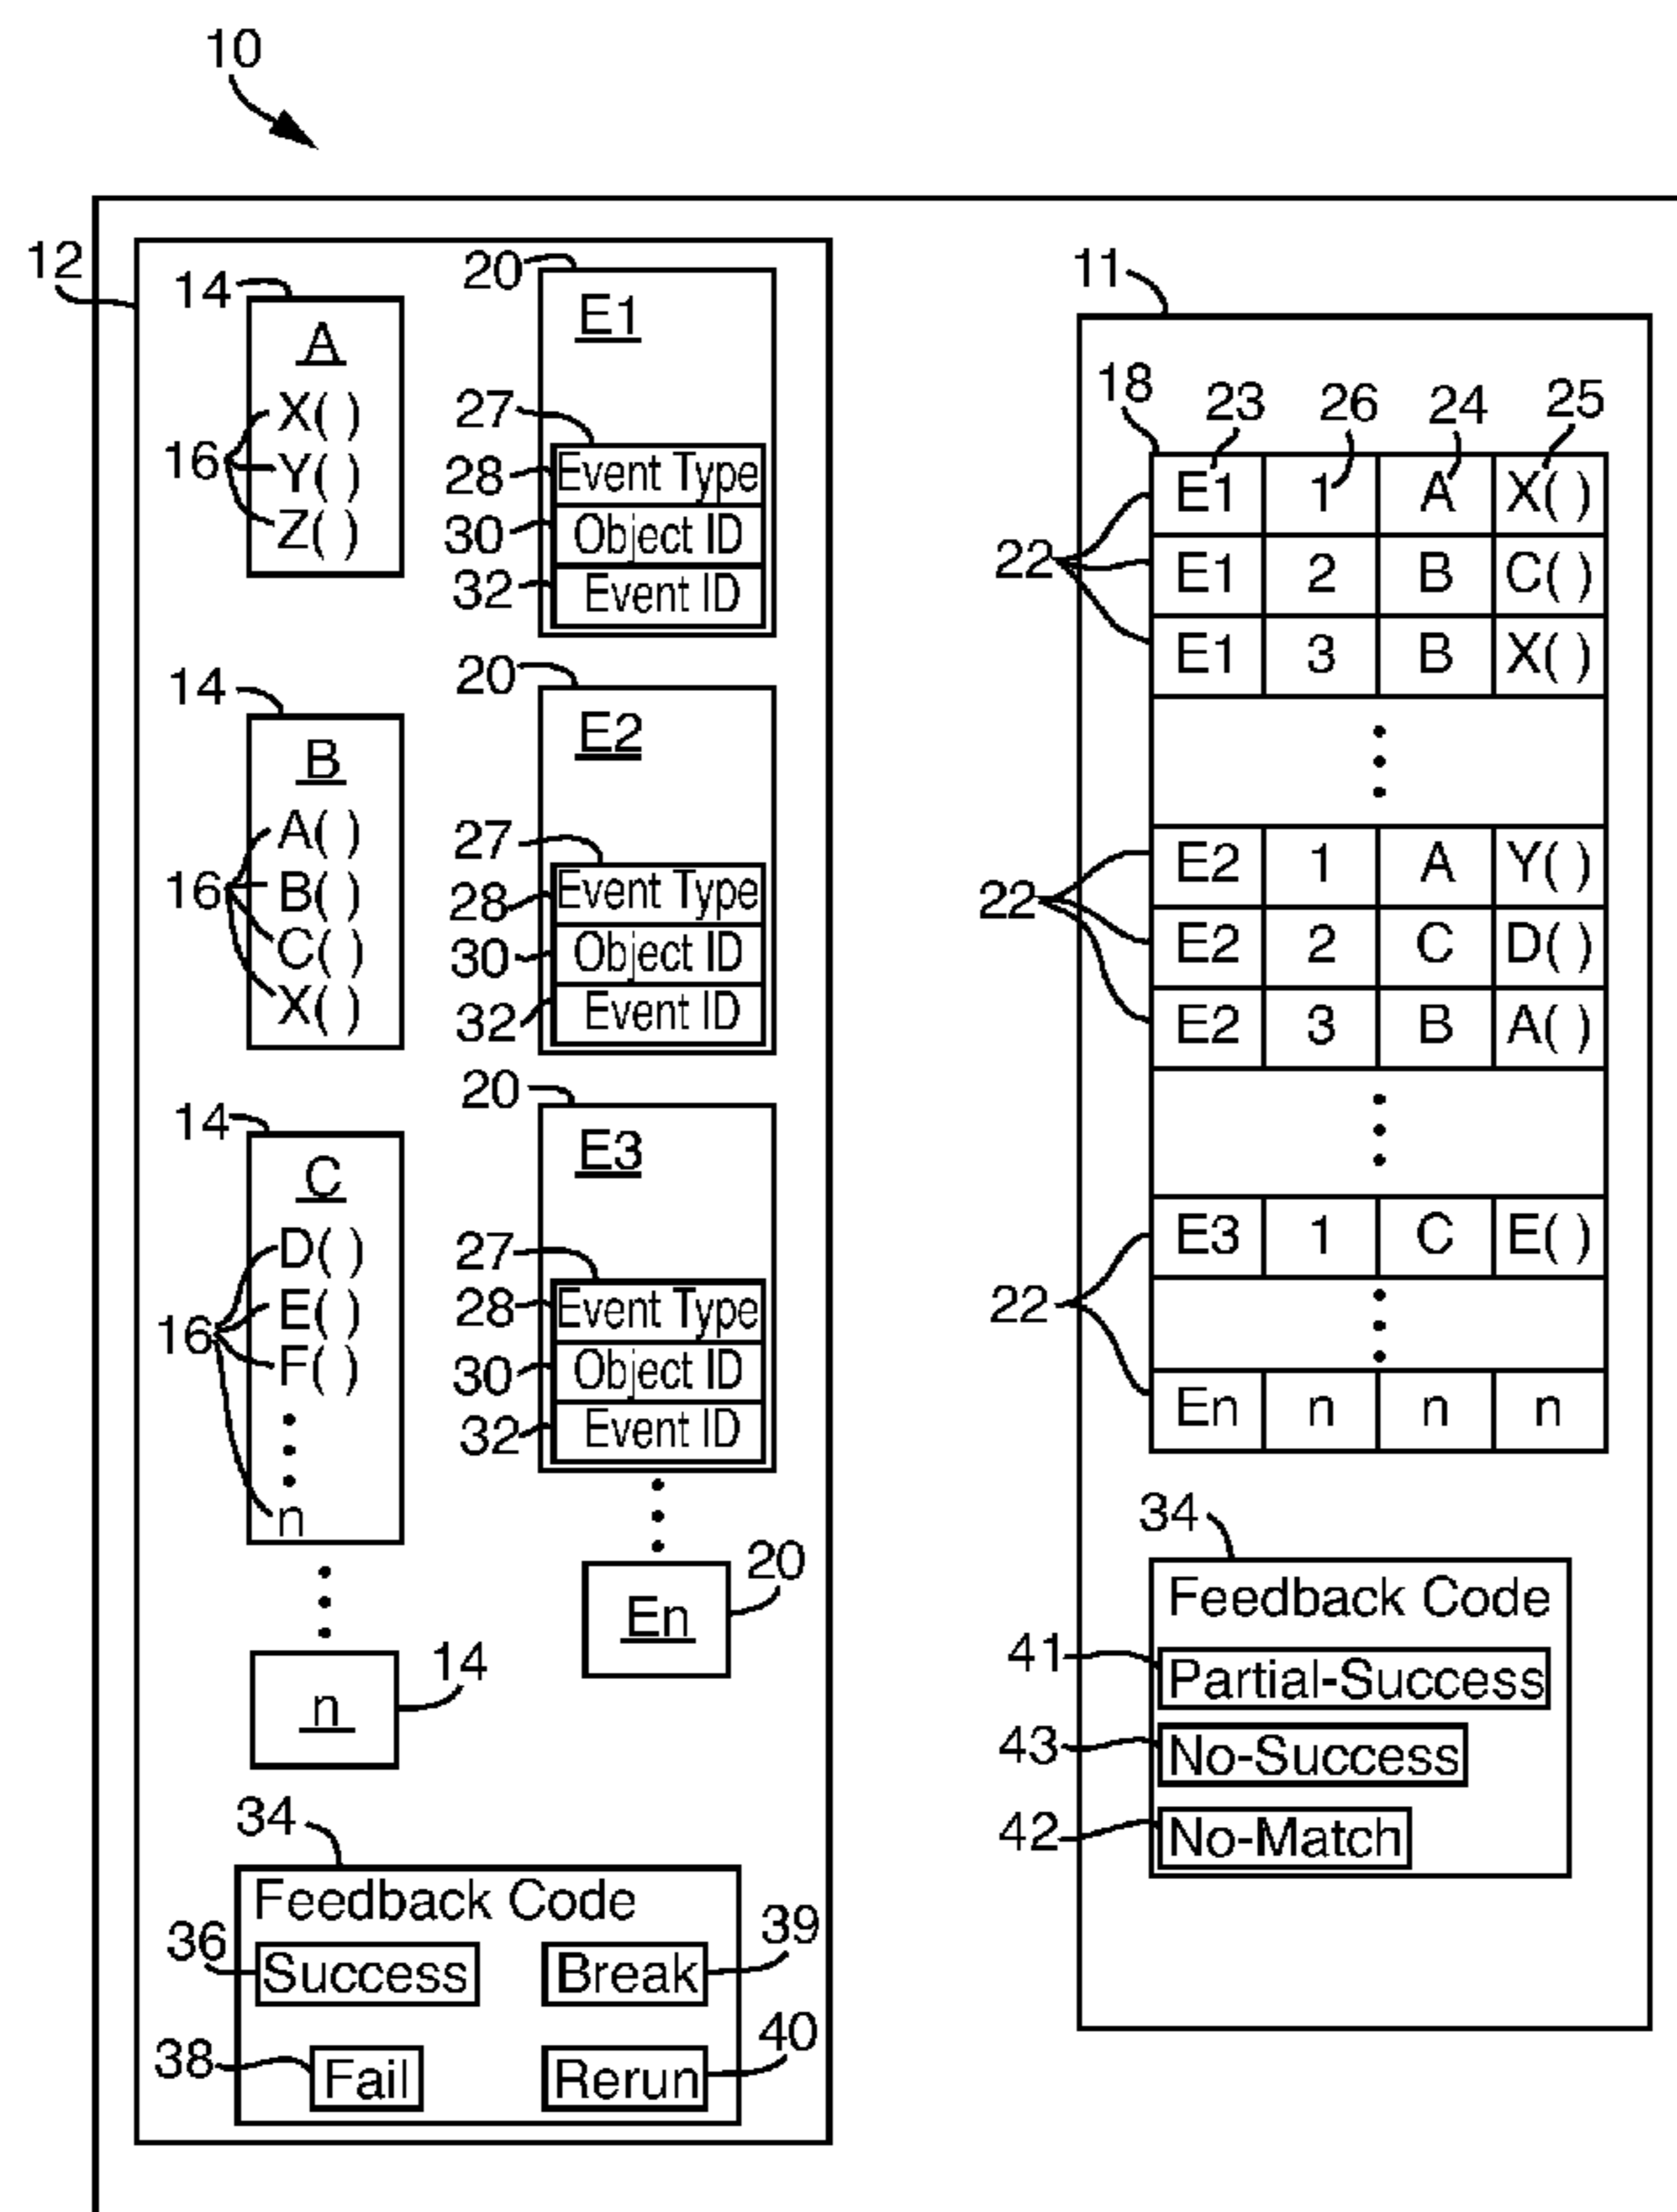 10
12
14
A
X( )
16
Y( )
Z( )
20
E1
27
28 Event Type
30 Object ID
32 Event ID
14
B
A( )
16
B( )
C( )
X( )
20
E2
27
28 Event Type
30 Object ID
32 Event ID
14
C
D( )
16
E( )
F( )
n
20
E3
27
28 Event Type
30 Object ID
32 Event ID
n
14
En
20
34
Feedback Code
36 Success
Break 39
38 Fail
Rerun 40
11
18 23 26 24 25
22
E1 1 A X( )
E1 2 B C( )
E1 3 B X( )
22
E2 1 A Y( )
E2 2 C D( )
E2 3 B A( )
22
E3 1 C E( )
En n n n
34
Feedback Code
41 Partial-Success
43 No-Success
42 No-Match